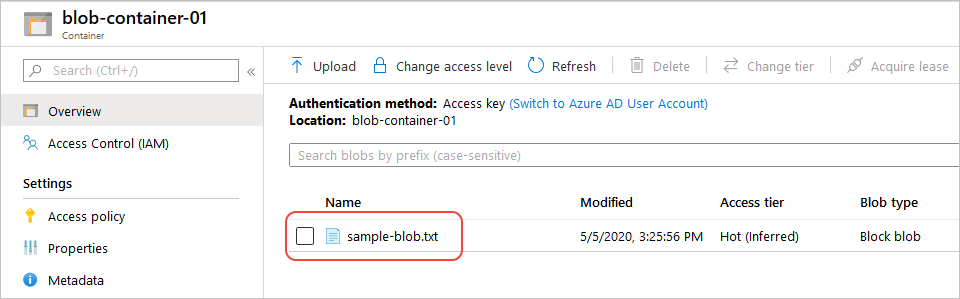 blob-container-01
Container
Search (Ctrl+/)
«
Overview
Access Control (IAM)
Settings
Access policy
Properties
Metadata
Upload Change access level Refresh Delete Change tier Acquire lease
Authentication method: Access key (Switch to Azure AD User Account)
Location: blob-container-01
Search blobs by prefix (case-sensitive)
Name Modified Access tier Blob type
sample-blob.txt 5/5/2020, 3:25:56 PM Hot (Inferred) Block blob